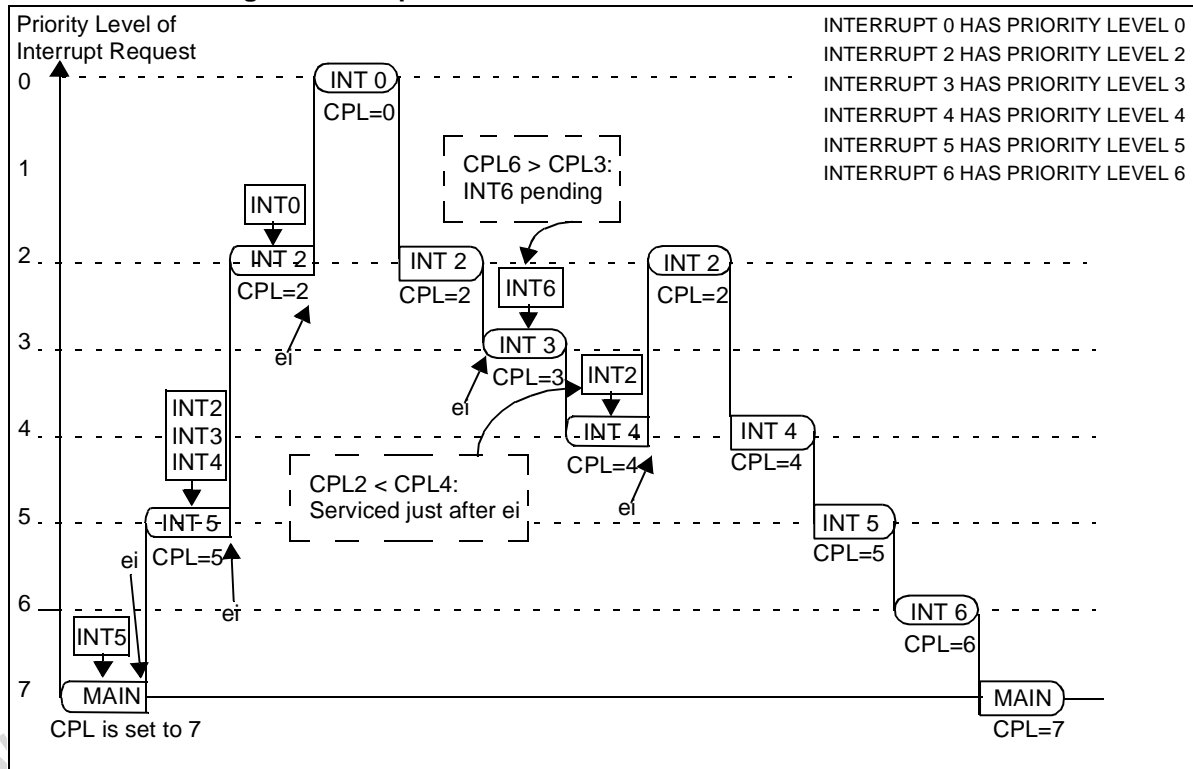 Priority Level of
Interrupt Request
INTERRUPT 0 HAS PRIORITY LEVEL 0
INTERRUPT 2 HAS PRIORITY LEVEL 2
INTERRUPT 3 HAS PRIORITY LEVEL 3
INTERRUPT 4 HAS PRIORITY LEVEL 4
INTERRUPT 5 HAS PRIORITY LEVEL 5
INTERRUPT 6 HAS PRIORITY LEVEL 6
0
INT 0
CPL=0
1
CPL6 > CPL3:
INT6 pending
INT0
2
INT 2
CPL=2
ei
INT 2
CPL=2
INT6
INT 2
CPL=2
3
INT 3
CPL=3
ei
INT2
INT2
INT3
INT4
4
INT 4
CPL=4
ei
INT 4
CPL=4
CPL2 < CPL4:
Serviced just after ei
5
INT 5
CPL=5
ei
ei
INT 5
CPL=5
6
INT5
INT 6
CPL=6
7
MAIN
CPL is set to 7
MAIN
CPL=7